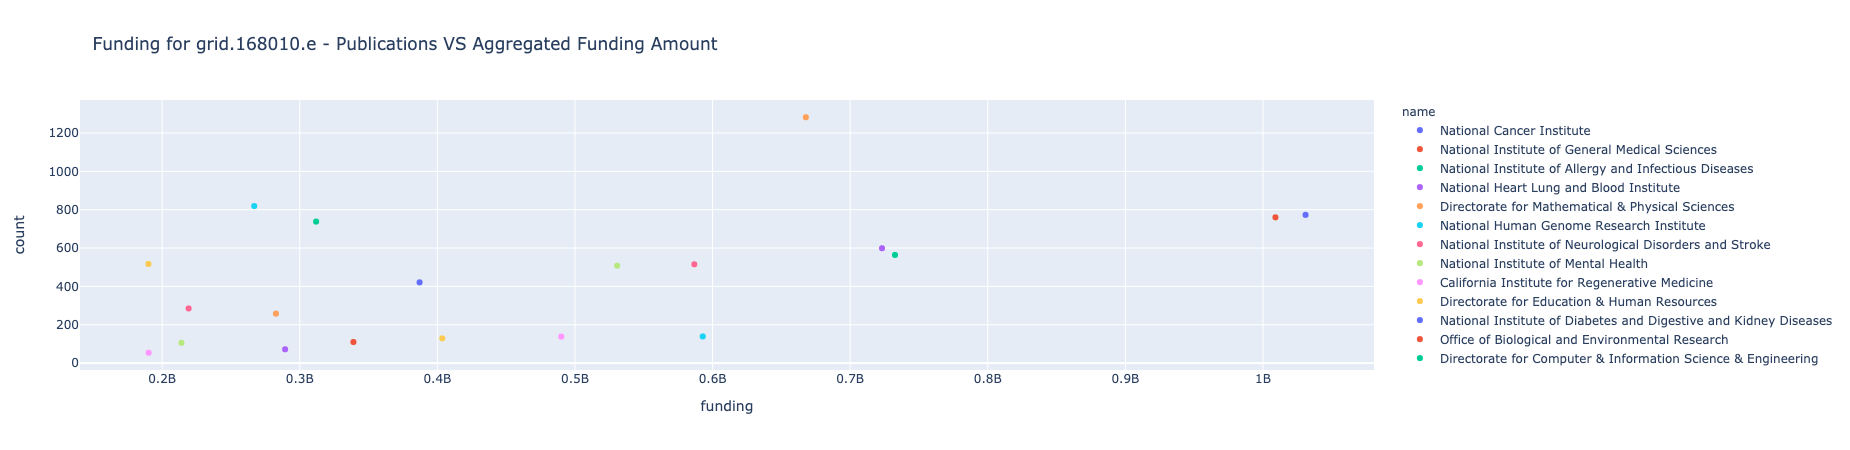 Funding for grid.168010.e - Publications VS Aggregated Funding Amount
count
1200
1000
800
600
400
200
0
0.2B
0.3B
0.4B
0.5B
0.6B
0.7B
0.8B
0.9B
1B
funding
name
National Cancer Institute
National Institute of General Medical Sciences
National Institute of Allergy and Infectious Diseases
National Heart Lung and Blood Institute
Directorate for Mathematical & Physical Sciences
National Human Genome Research Institute
National Institute of Neurological Disorders and Stroke
National Institute of Mental Health
California Institute for Regenerative Medicine
Directorate for Education & Human Resources
National Institute of Diabetes and Digestive and Kidney Diseases
Office of Biological and Environmental Research
Directorate for Computer & Information Science & Engineering